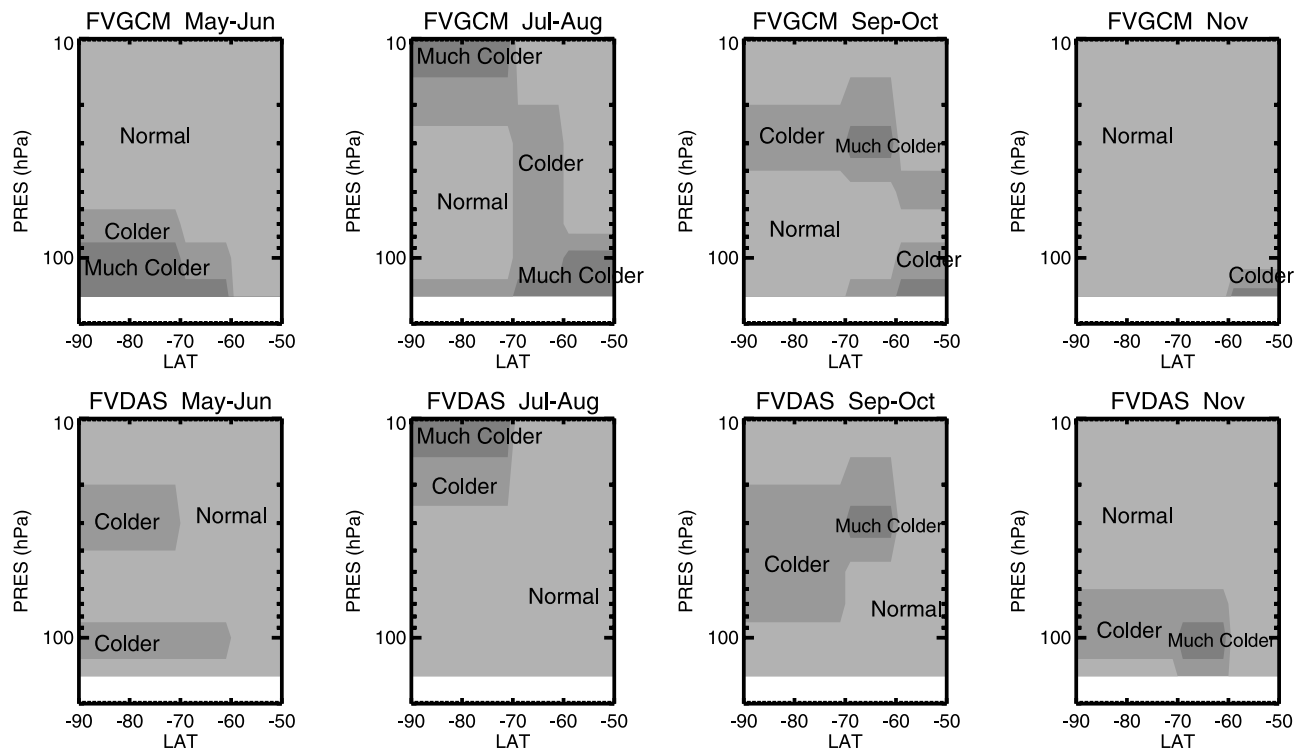 FVGCM May-Jun
FVGCM Jul-Aug
FVGCM Sep-Oct
FVGCM Nov
10
100
PRES (hPa)
Normal
Colder
Much Colder
-90 -80 -70 -60 -50
LAT
10
100
PRES (hPa)
Much Colder
Colder
Normal
Much Colder
-90 -80 -70 -60 -50
LAT
10
100
PRES (hPa)
Colder
Much Colder
Normal
Colder
-90 -80 -70 -60 -50
LAT
10
100
PRES (hPa)
Normal
Colder
-90 -80 -70 -60 -50
LAT
FVDAS May-Jun
FVDAS Jul-Aug
FVDAS Sep-Oct
FVDAS Nov
10
100
PRES (hPa)
Normal
Colder
Colder
-90 -80 -70 -60 -50
LAT
10
100
PRES (hPa)
Much Colder
Colder
Normal
-90 -80 -70 -60 -50
LAT
10
100
PRES (hPa)
Much Colder
Colder
Normal
-90 -80 -70 -60 -50
LAT
10
100
PRES (hPa)
Normal
Colder
Much Colder
-90 -80 -70 -60 -50
LAT